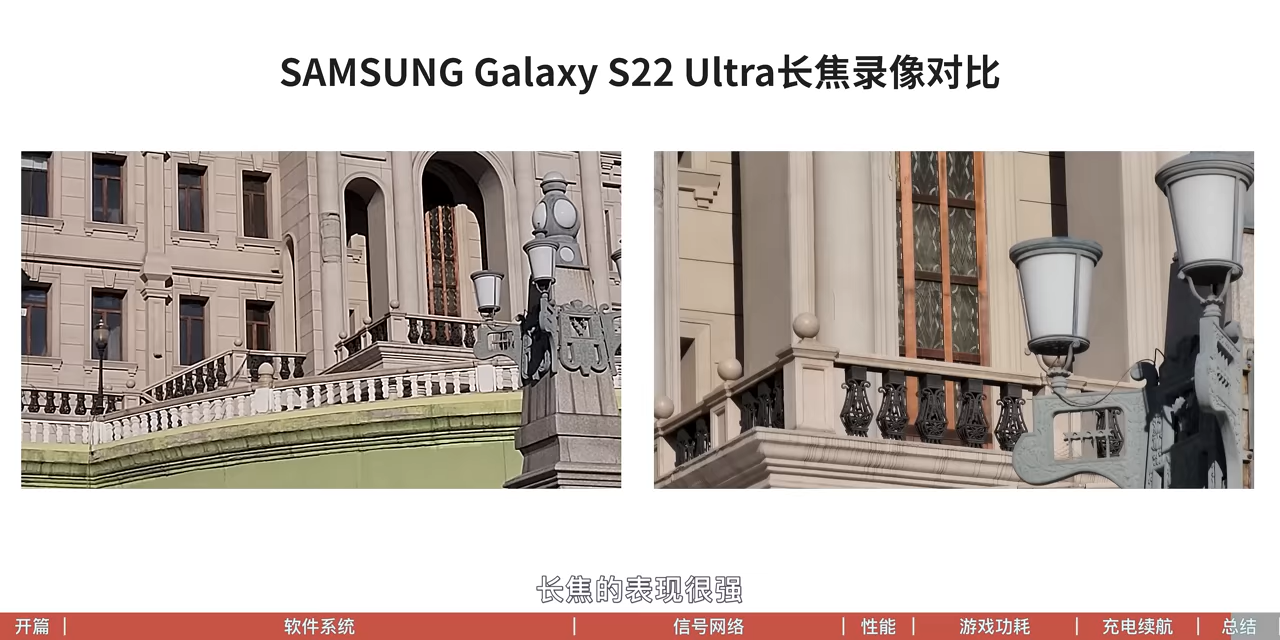 SAMSUNG Galaxy S22 Ultra长焦录像对比
长焦的表现很强
开篇 | 软件系统 | 信号网络 | 性能 | 游戏功耗 | 充电续航 | 总结